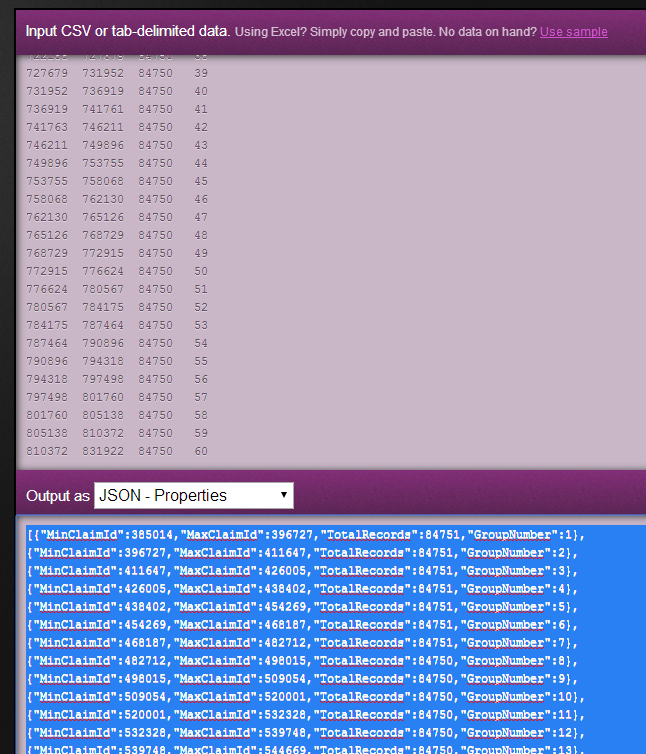 Input CSV or tab-delimited data. Using Excel? Simply copy and paste. No data on hand? Use sample
727679 731952 84750 39
731952 736919 84750 40
736919 741761 84750 41
741763 746211 84750 42
746211 749896 84750 43
749896 753755 84750 44
753755 758068 84750 45
758068 762130 84750 46
762130 765126 84750 47
765126 768729 84750 48
768729 772915 84750 49
772915 776624 84750 50
776624 780567 84750 51
780567 784175 84750 52
784175 787464 84750 53
787464 790896 84750 54
790896 794318 84750 55
794318 797498 84750 56
797498 801760 84750 57
801760 805138 84750 58
805138 810372 84750 59
810372 831922 84750 60
Output as JSON - Properties
[{"MinClaimId":385014,"MaxClaimId":396727,"TotalRecords":84751,"GroupNumber":1},
{"MinClaimId":396727,"MaxClaimId":411647,"TotalRecords":84751,"GroupNumber":2},
{"MinClaimId":411647,"MaxClaimId":426005,"TotalRecords":84751,"GroupNumber":3},
{"MinClaimId":426005,"MaxClaimId":438402,"TotalRecords":84751,"GroupNumber":4},
{"MinClaimId":438402,"MaxClaimId":454269,"TotalRecords":84751,"GroupNumber":5},
{"MinClaimId":454269,"MaxClaimId":468187,"TotalRecords":84751,"GroupNumber":6},
{"MinClaimId":468187,"MaxClaimId":482712,"TotalRecords":84751,"GroupNumber":7},
{"MinClaimId":482712,"MaxClaimId":498015,"TotalRecords":84750,"GroupNumber":8},
{"MinClaimId":498015,"MaxClaimId":509054,"TotalRecords":84750,"GroupNumber":9},
{"MinClaimId":509054,"MaxClaimId":520001,"TotalRecords":84750,"GroupNumber":10},
{"MinClaimId":520001,"MaxClaimId":532328,"TotalRecords":84750,"GroupNumber":11},
{"MinClaimId":532328,"MaxClaimId":539748,"TotalRecords":84750,"GroupNumber":12},
{"MinClaimId":539748,"MaxClaimId":544669,"TotalRecords":84750,"GroupNumber":13},